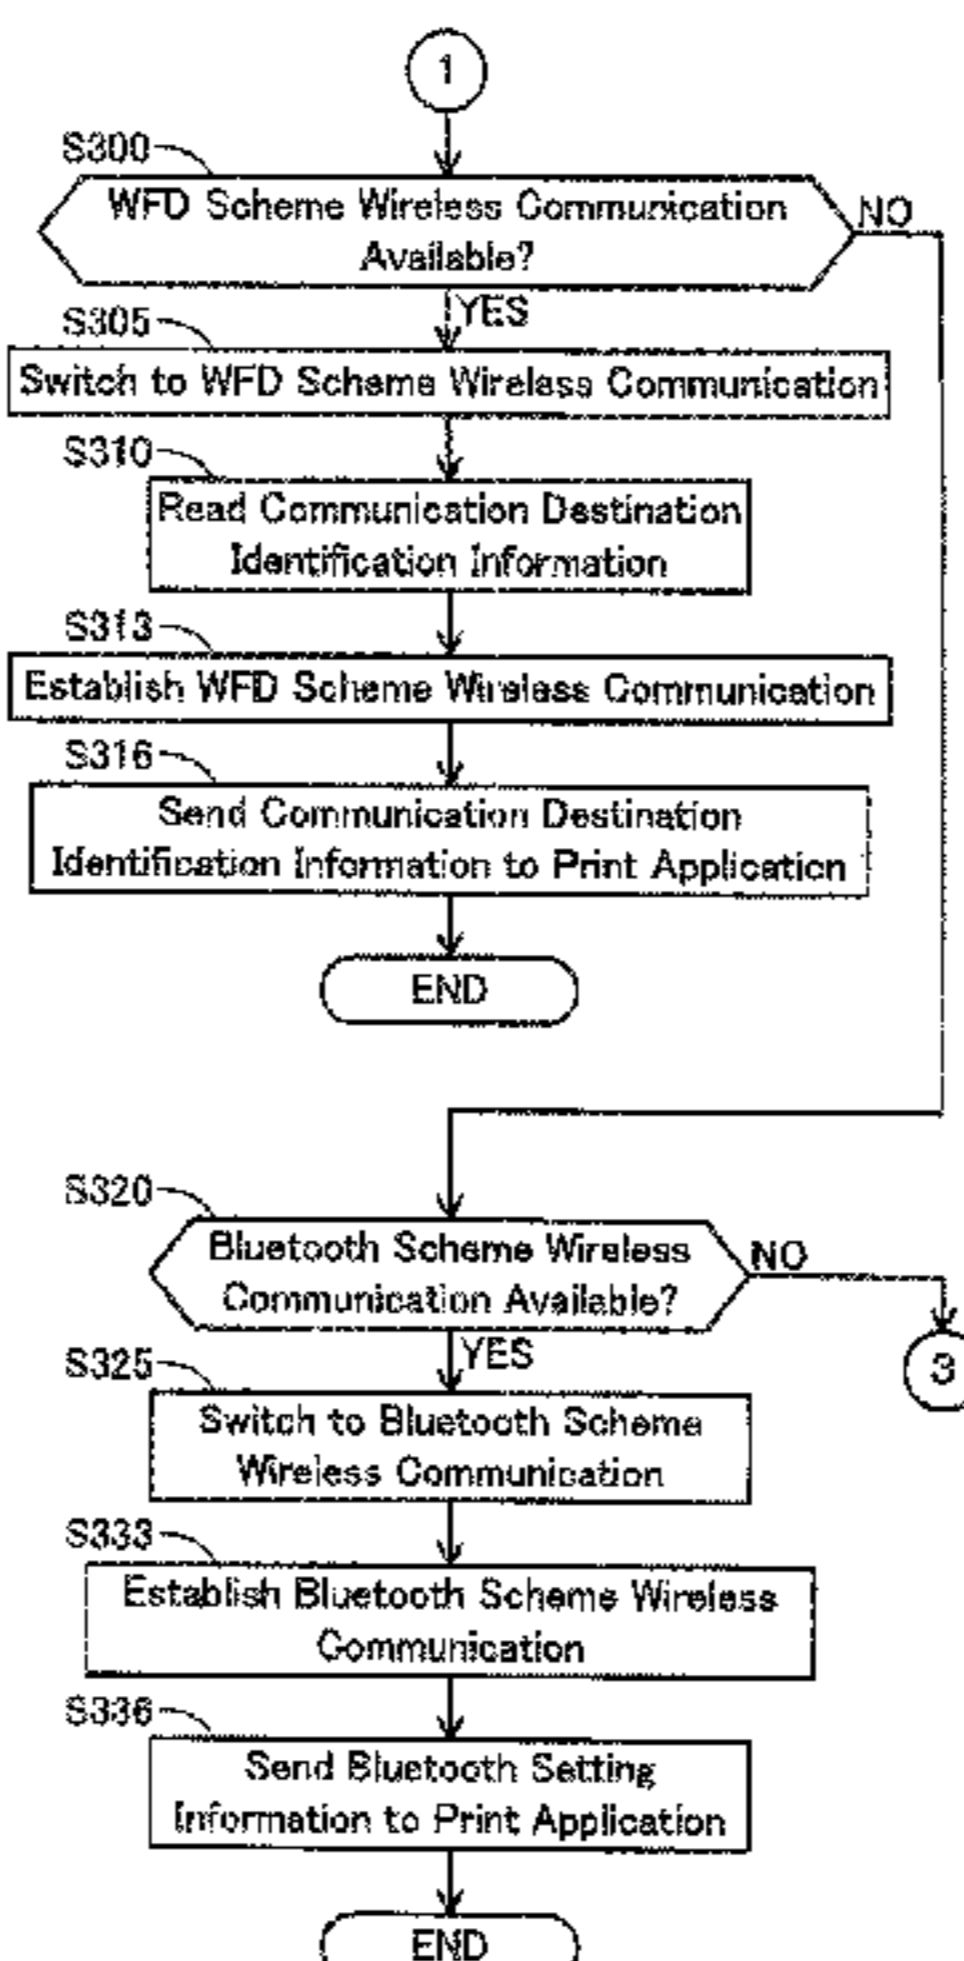 1
S300
WFD Scheme Wireless Communication
Available?
NO
YES
S305
Switch to WFD Scheme Wireless Communication
S310
Read Communication Destination
Identification Information
S313
Establish WFD Scheme Wireless Communication
S316
Send Communication Destination
Identification Information to Print Application
END
S320
Bluetooth Scheme Wireless
Communication Available?
NO
3
YES
S325
Switch to Bluetooth Scheme
Wireless Communication
S333
Establish Bluetooth Scheme Wireless
Communication
S336
Send Bluetooth Setting
Information to Print Application
END